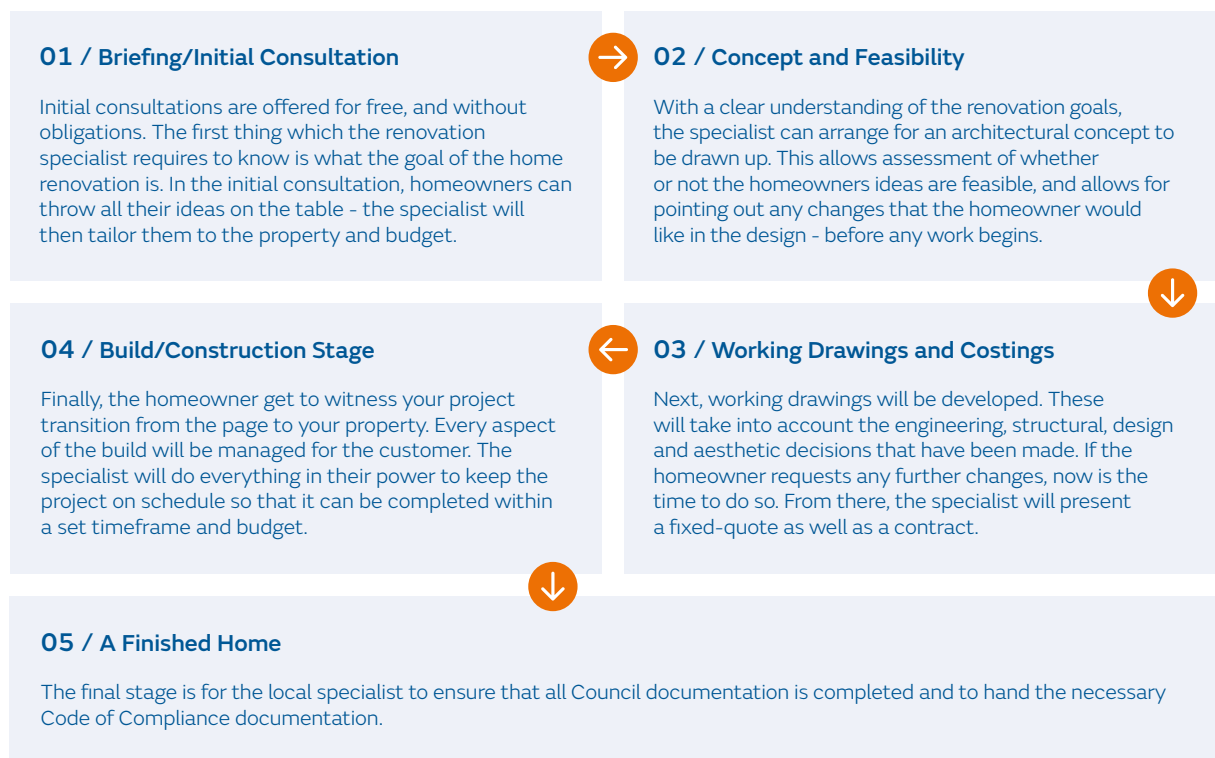 01 / Briefing/Initial Consultation
Initial consultations are offered for free, and without
obligations. The first thing which the renovation
specialist requires to know is what the goal of the home
renovation is. In the initial consultation, homeowners can
throw all their ideas on the table - the specialist will
then tailor them to the property and budget.
02 / Concept and Feasibility
With a clear understanding of the renovation goals,
the specialist can arrange for an architectural concept to
be drawn up. This allows assessment of whether
or not the homeowners ideas are feasible, and allows for
pointing out any changes that the homeowner would
like in the design - before any work begins.
03 / Working Drawings and Costings
Next, working drawings will be developed. These
will take into account the engineering, structural, design
and aesthetic decisions that have been made. If the
homeowner requests any further changes, now is the
time to do so. From there, the specialist will present
a fixed-quote as well as a contract.
04 / Build/Construction Stage
Finally, the homeowner get to witness your project
transition from the page to your property. Every aspect
of the build will be managed for the customer. The
specialist will do everything in their power to keep the
project on schedule so that it can be completed within
a set timeframe and budget.
05 / A Finished Home
The final stage is for the local specialist to ensure that all Council documentation is completed and to hand the necessary
Code of Compliance documentation.